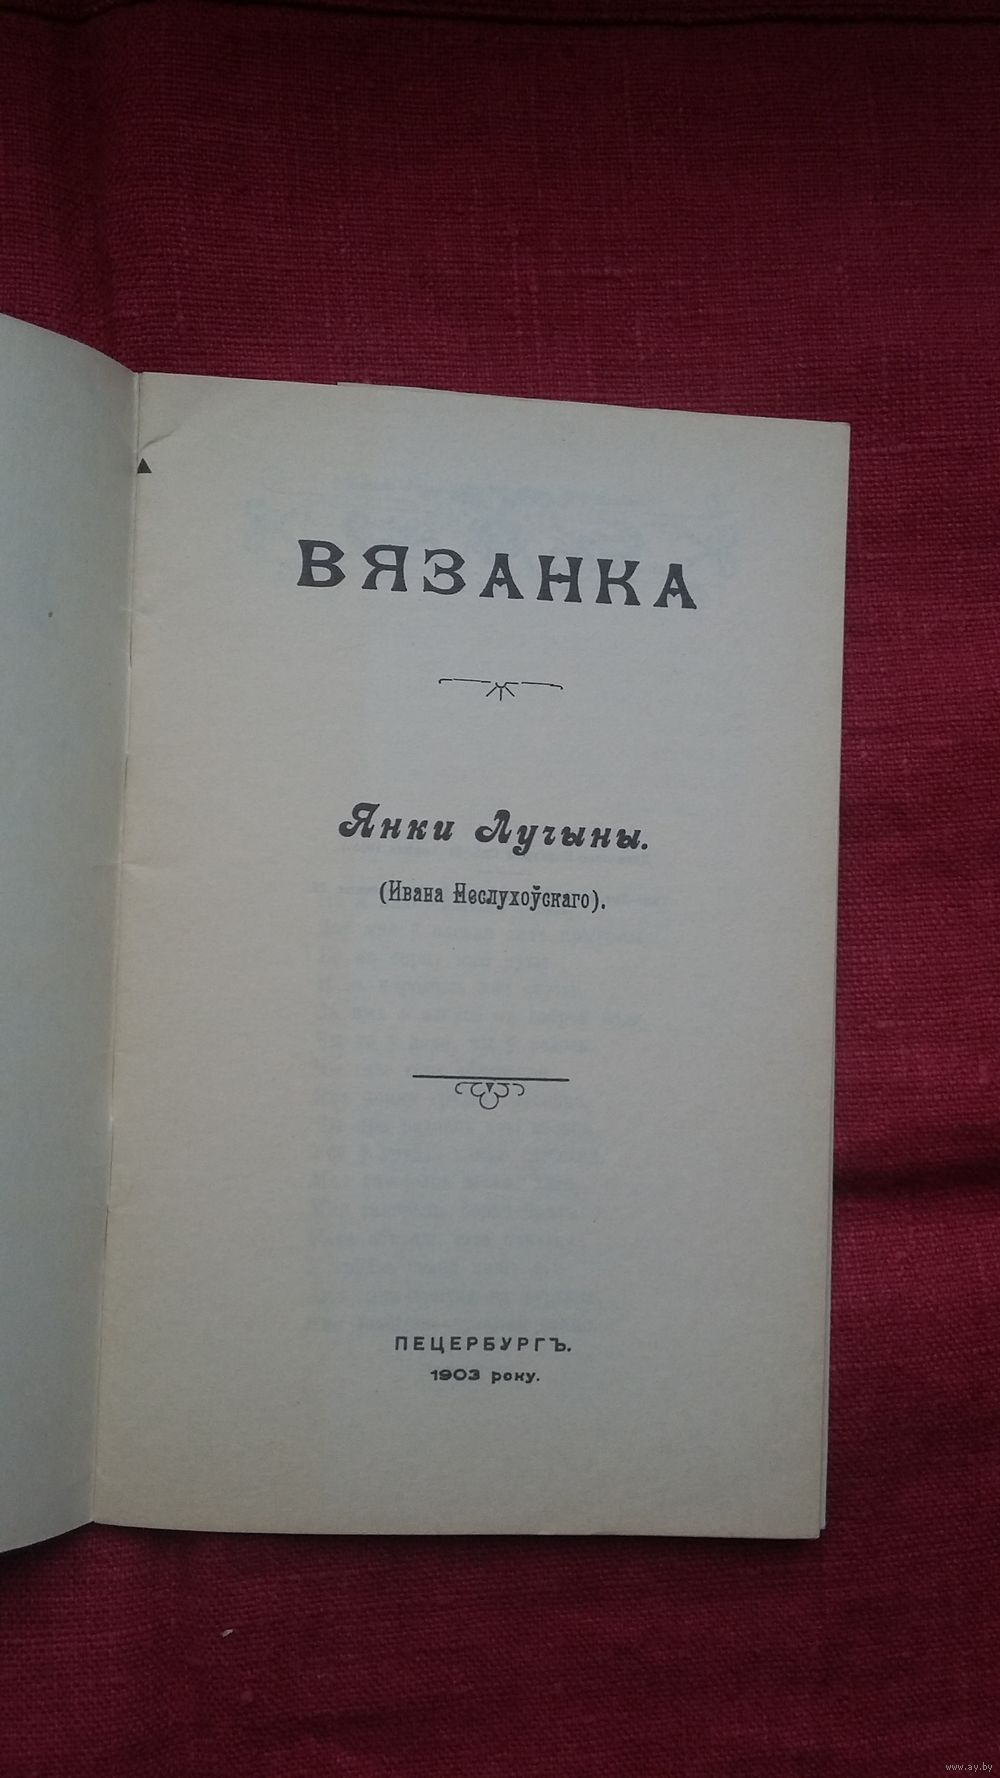 ВЯЗАНКА
Янки Лучыны.
(Ивана Неслухоўскаго).
ПЕЦЕРБУРГЪ.
1903 року.
www.ay.by